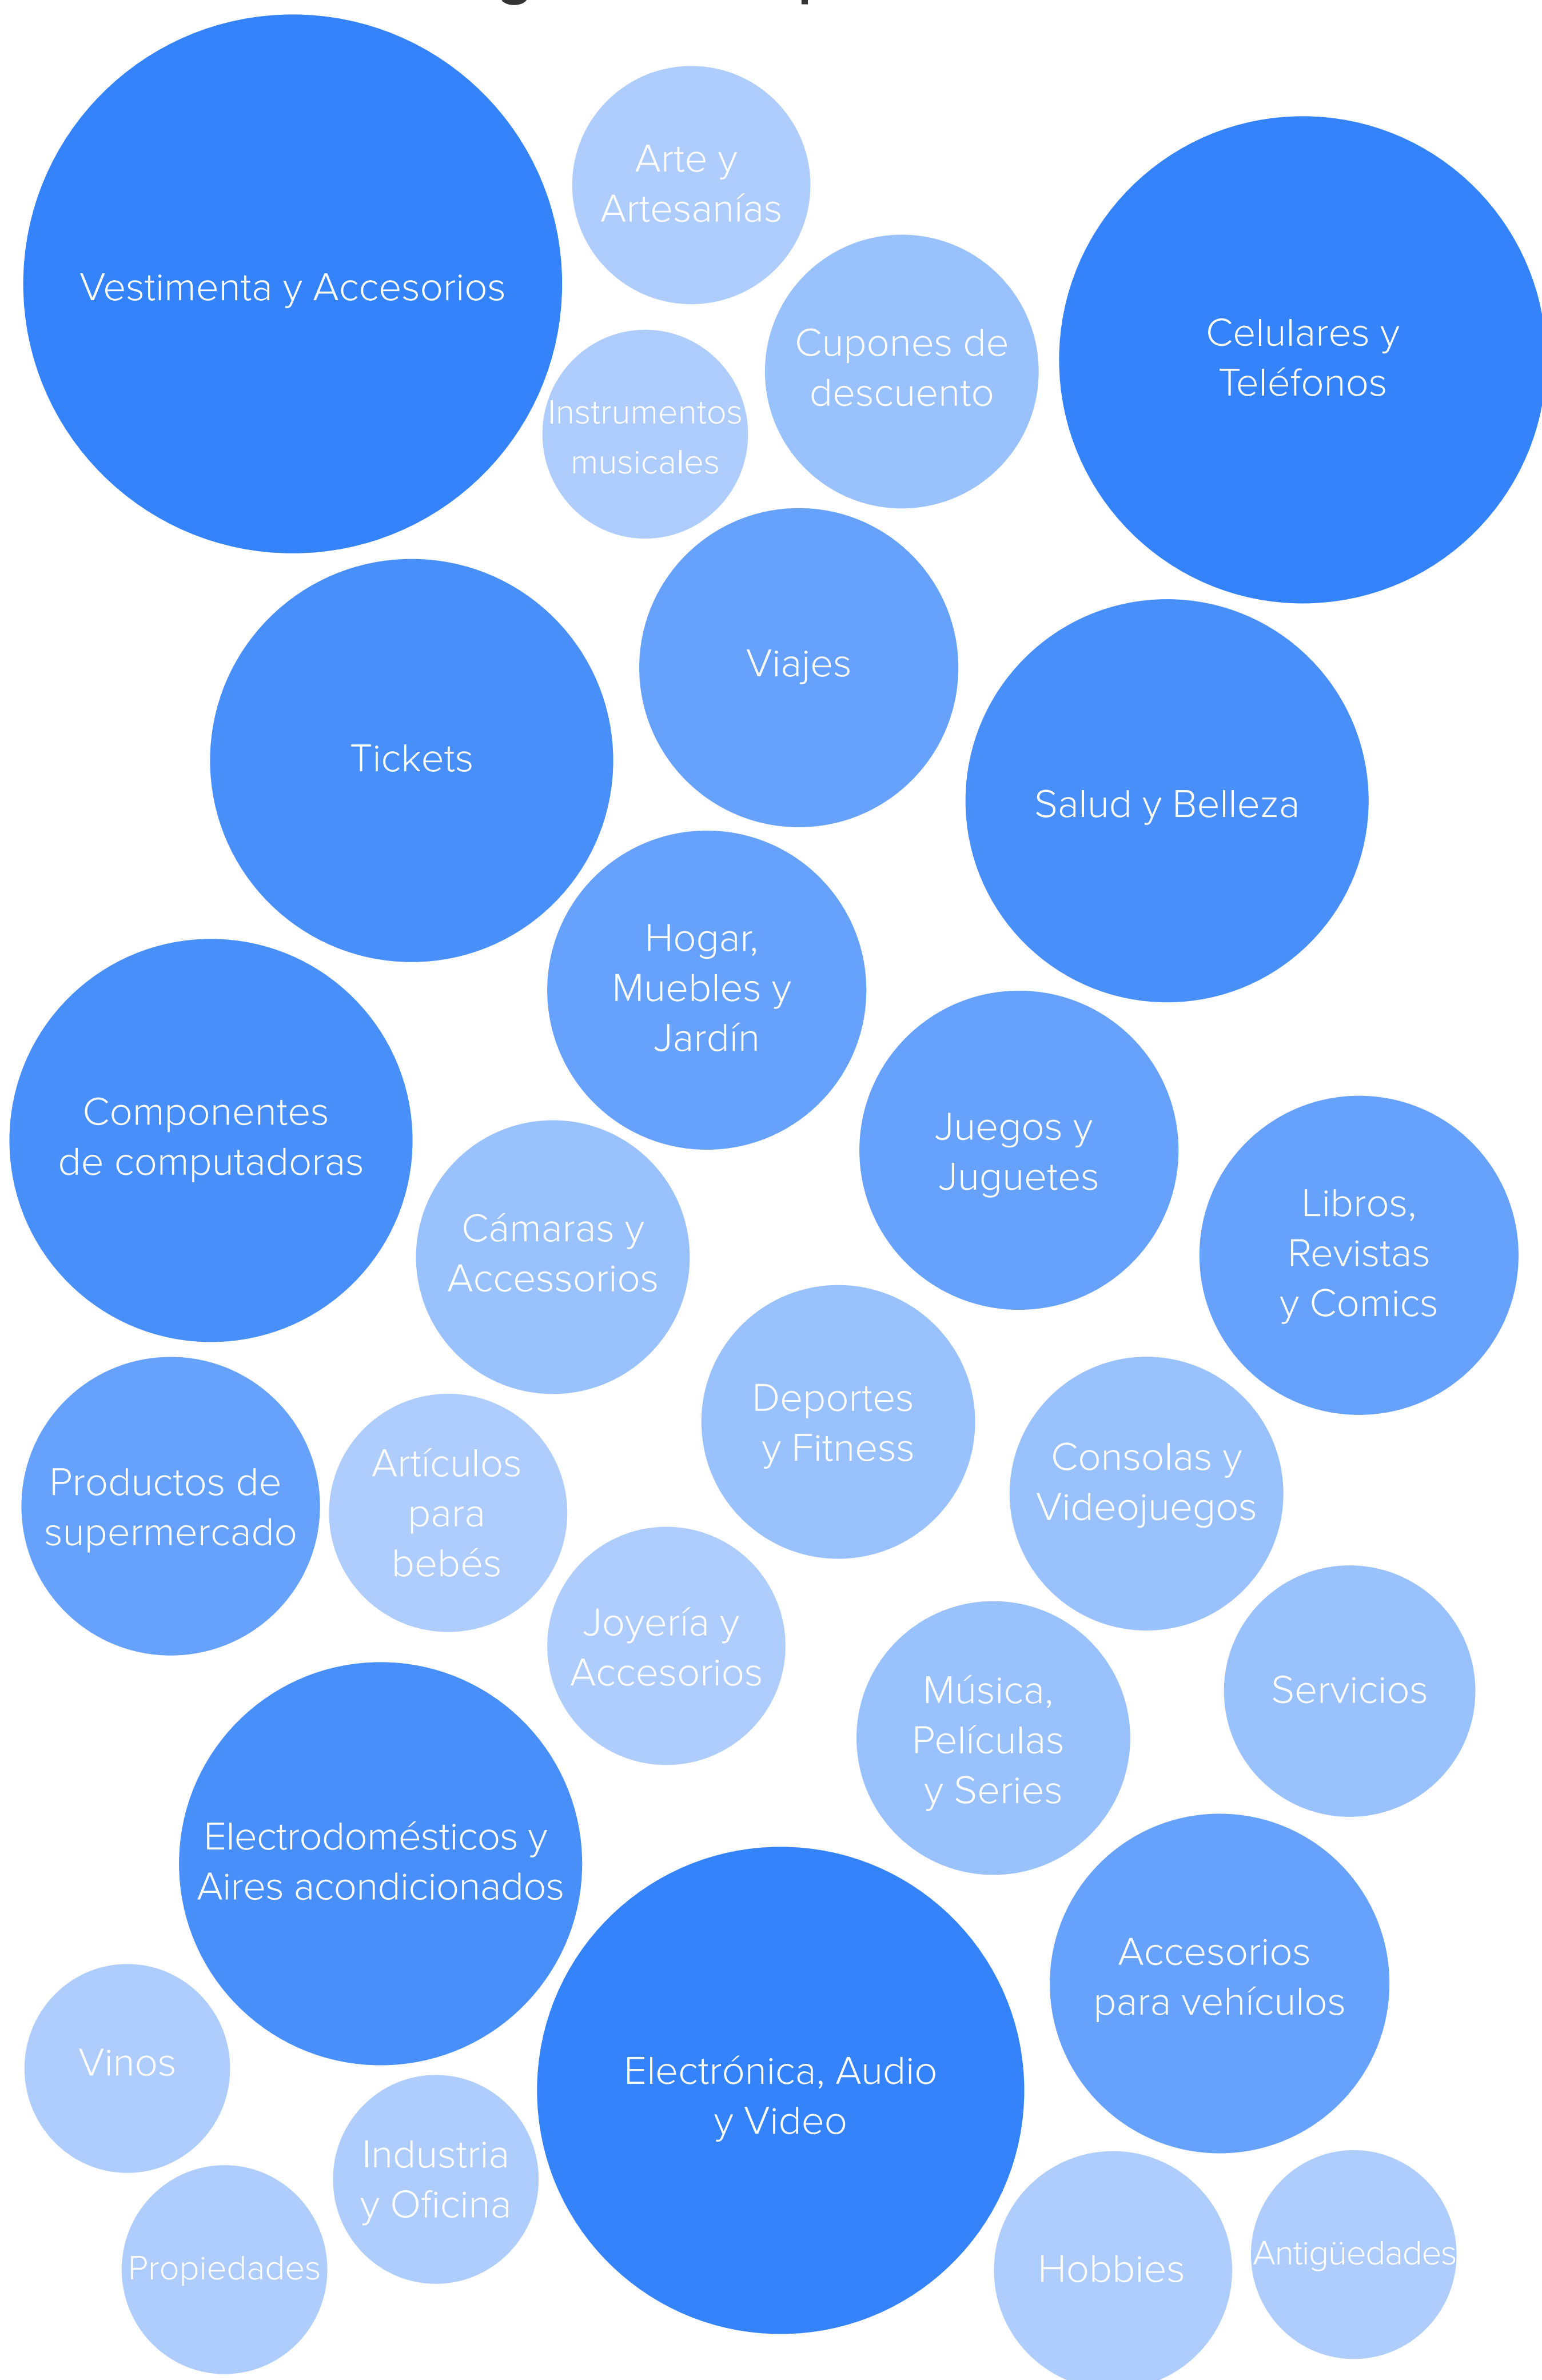 Arte y
Artesanías
Vestimenta y Accesorios
Cupones de
descuento
Celulares y
Teléfonos
Instrumentos
musicales
Viajes
Tickets
Salud y Belleza
Hogar,
Muebles y
Jardín
Componentes
de computadoras
Juegos y
Juguetes
Libros,
Revistas
y Comics
Cámaras y
Accessorios
Deportes
y Fitness
Consolas y
Videojuegos
Productos de
supermercado
Artículos
para
bebés
Joyería y
Accesorios
Música,
Películas
y Series
Servicios
Electrodomésticos y
Aires acondicionados
Accesorios
para vehículos
Vinos
Electrónica, Audio
y Video
Industria
y Oficina
Propiedades
Hobbies
Antigüedades